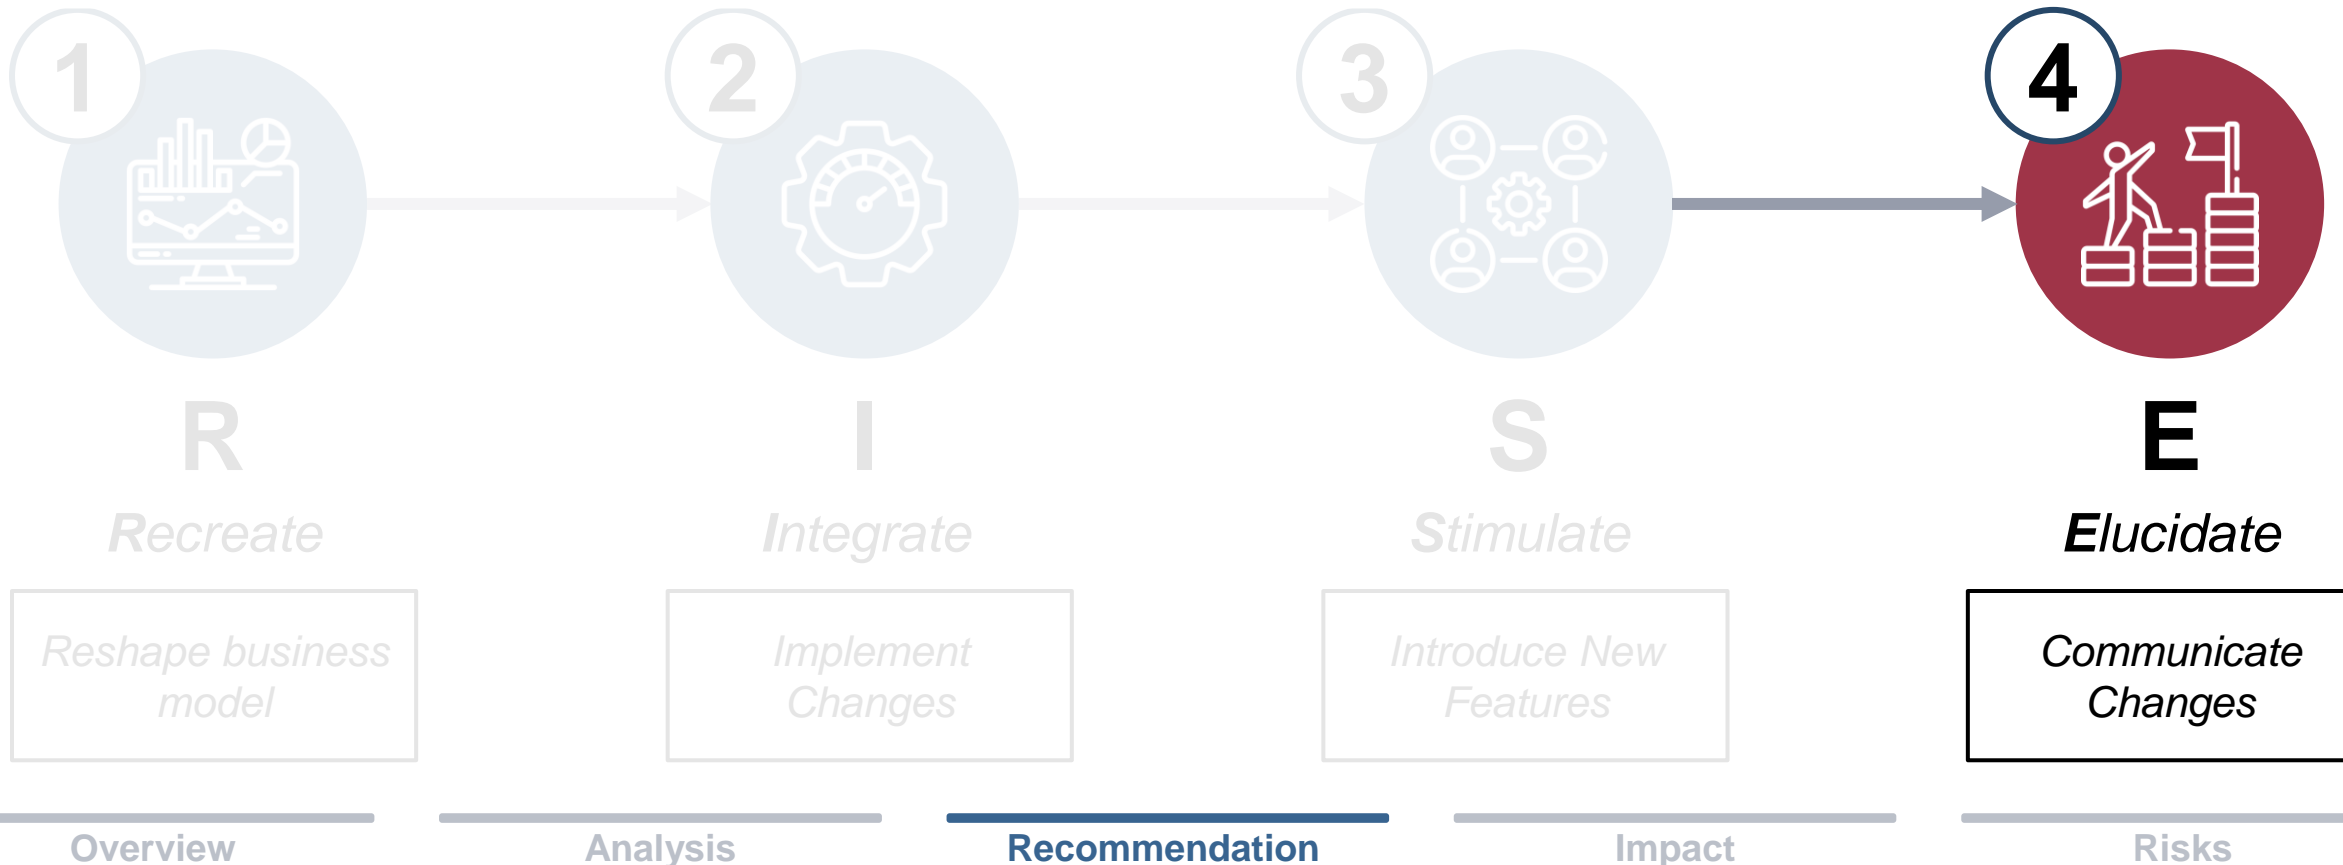 1
2
3
4
R
I
S
E
Recreate
Integrate
Stimulate
Elucidate
Reshape business
model
Implement
Changes
Introduce New
Features
Communicate
Changes
Overview
Analysis
Recommendation
Impact
Risks